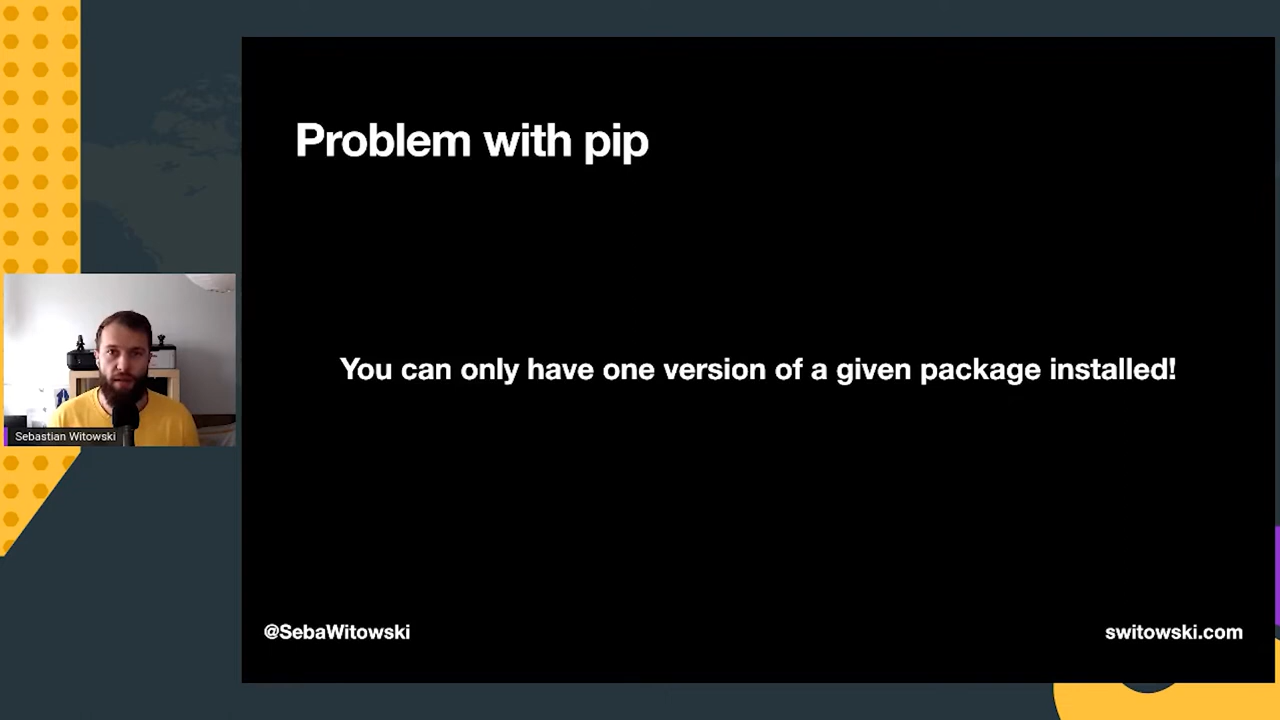 Problem with pip
You can only have one version of a given package installed!
Sebastian Witowski
@SebaWitowski
switowski.com